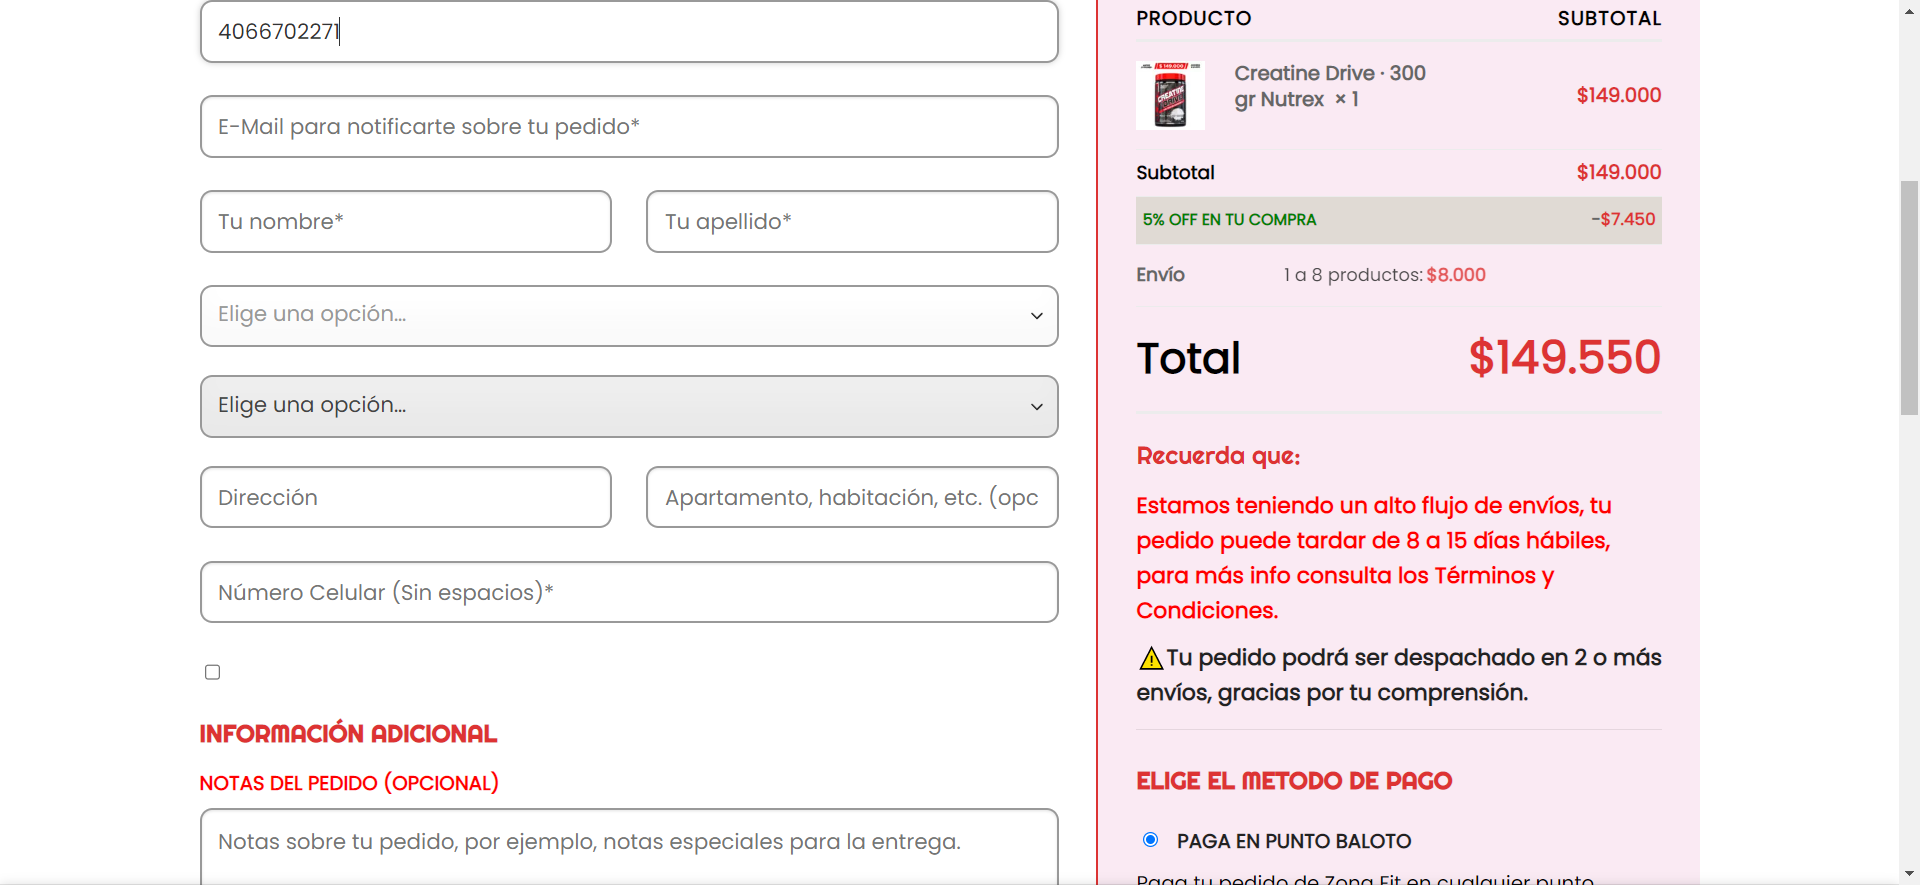 4066702271
E-Mail para notificarte sobre tu pedido*
Tu nombre*
Tu apellido*
Elige una opción...
Elige una opción...
Dirección
Apartamento, habitación, etc. (opc
Número Celular (Sin espacios)*
INFORMACIÓN ADICIONAL
NOTAS DEL PEDIDO (OPCIONAL)
Notas sobre tu pedido, por ejemplo, notas especiales para la entrega.
PRODUCTO SUBTOTAL
CREATINE DRIVE
Creatine Drive · 300
gr Nutrex × 1
$149.000
Subtotal $149.000
5% OFF EN TU COMPRA -$7.450
Envío 1 a 8 productos: $8.000
Total $149.550
Recuerda que:
Estamos teniendo un alto flujo de envíos, tu
pedido puede tardar de 8 a 15 días hábiles,
para más info consulta los Términos y
Condiciones.
⚠Tu pedido podrá ser despachado en 2 o más
envíos, gracias por tu comprensión.
ELIGE EL METODO DE PAGO
PAGA EN PUNTO BALOTO
Paga tu pedido de Zona Fit en cualquier punto